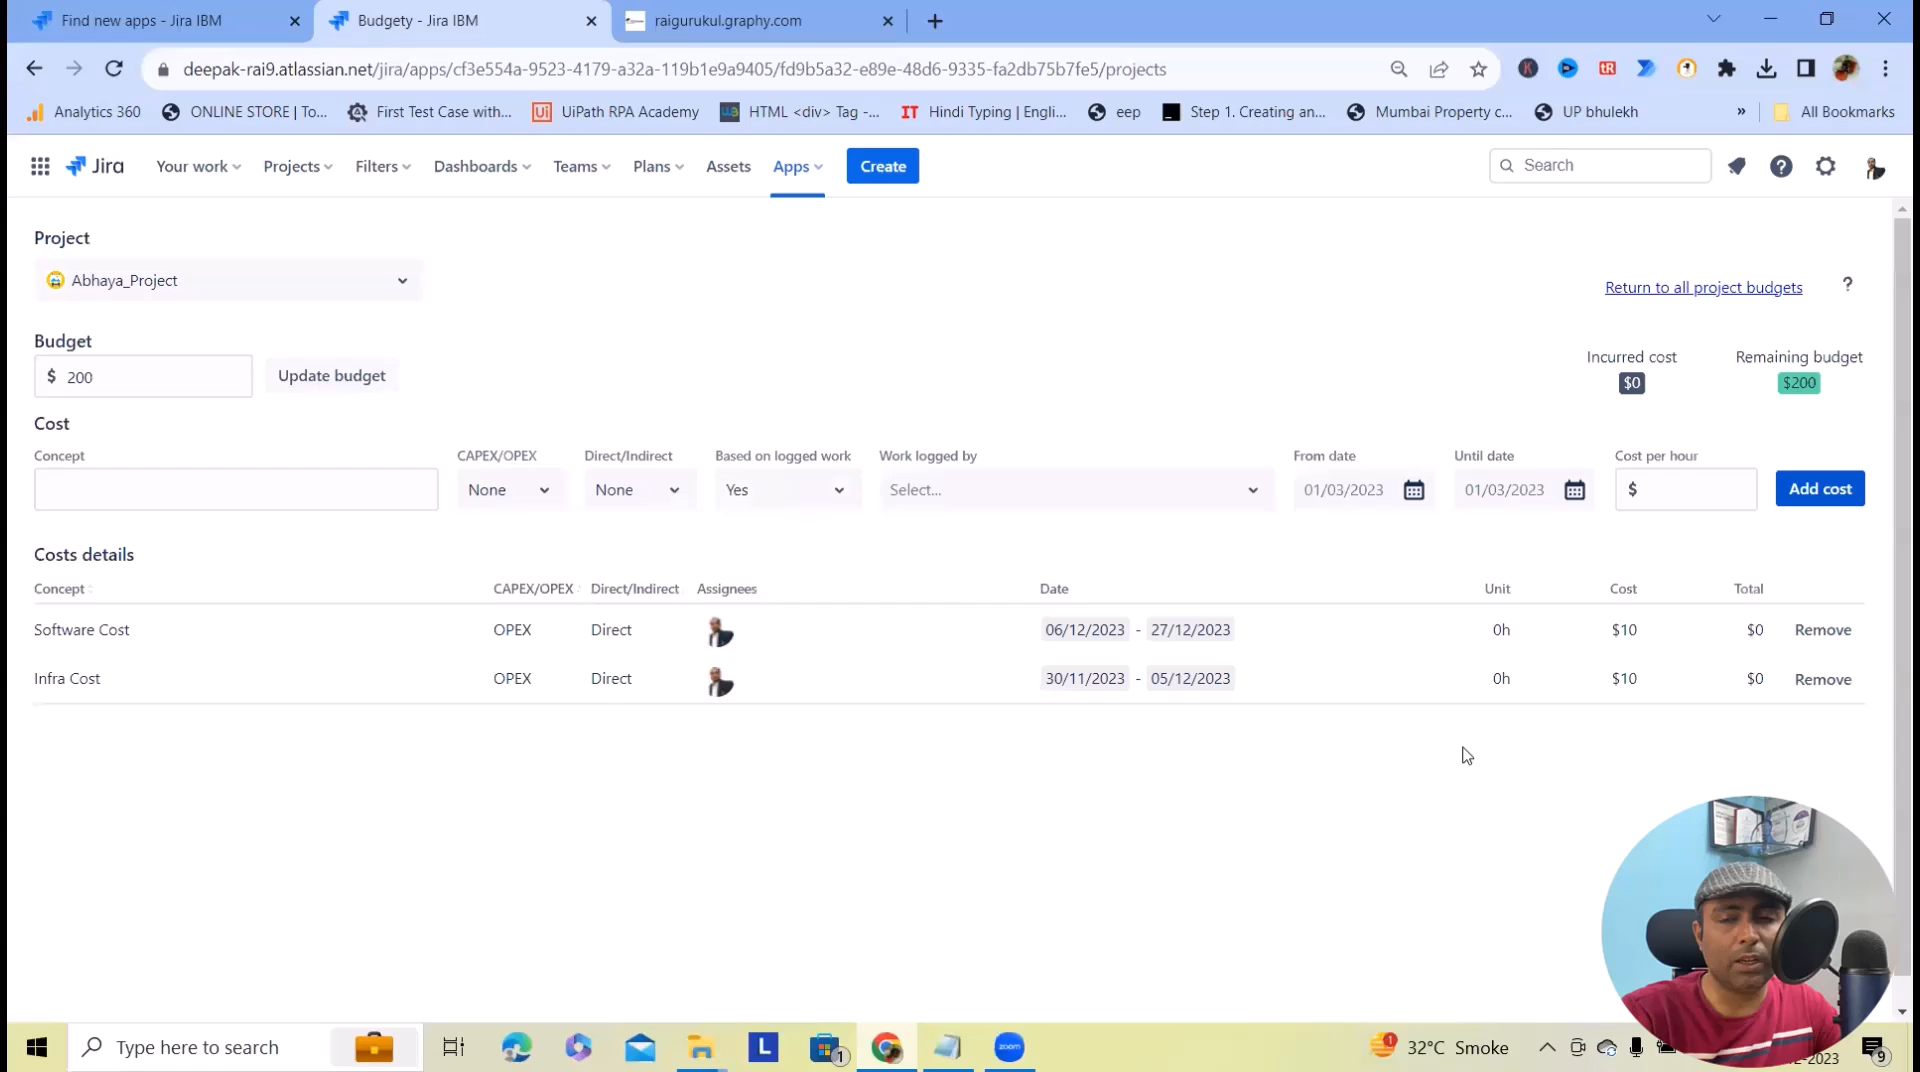 Find new apps - Jira IBM
Budgety - Jira IBM
raigurukul.graphy.com
deepak-rai9.atlassian.net/jira/apps/cf3e554a-9523-4179-a32a-119b1e9a9405/fd9b5a32-e89e-48d6-9335-fa2db75b7fe5/projects
Analytics 360 ONLINE STORE | To... First Test Case with... UiPath RPA Academy HTML <div> Tag -... Hindi Typing | Engli... eep Step 1. Creating an... Mumbai Property c... UP bhulekh » All Bookmarks
Jira Your work Projects Filters Dashboards Teams Plans Assets Apps Create Search
Project
Abhaya_Project
Return to all project budgets ?
Budget
$ 200 Update budget
Incurred cost Remaining budget
$0 $200
Cost
Concept CAPEX/OPEX Direct/Indirect Based on logged work Work logged by From date Until date Cost per hour
None None Yes Select... 01/03/2023 01/03/2023 $ Add cost
Costs details
Concept CAPEX/OPEX Direct/Indirect Assignees Date Unit Cost Total
Software Cost OPEX Direct 06/12/2023 - 27/12/2023 0h $10 $0 Remove
Infra Cost OPEX Direct 30/11/2023 - 05/12/2023 0h $10 $0 Remove
Type here to search L 1 zoom 1 32°C Smoke 9
-2023